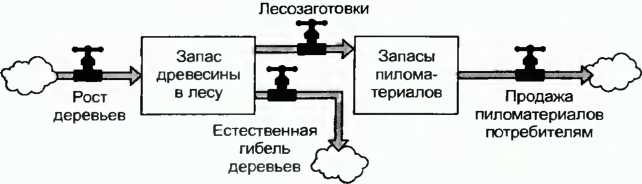 Лесозаготовки
Рост
деревьев
Запас
древесины
в лесу
Естественная
гибель
деревьев
Запасы
пилома-
териалов
Продажа
пиломатериалов
потребителям